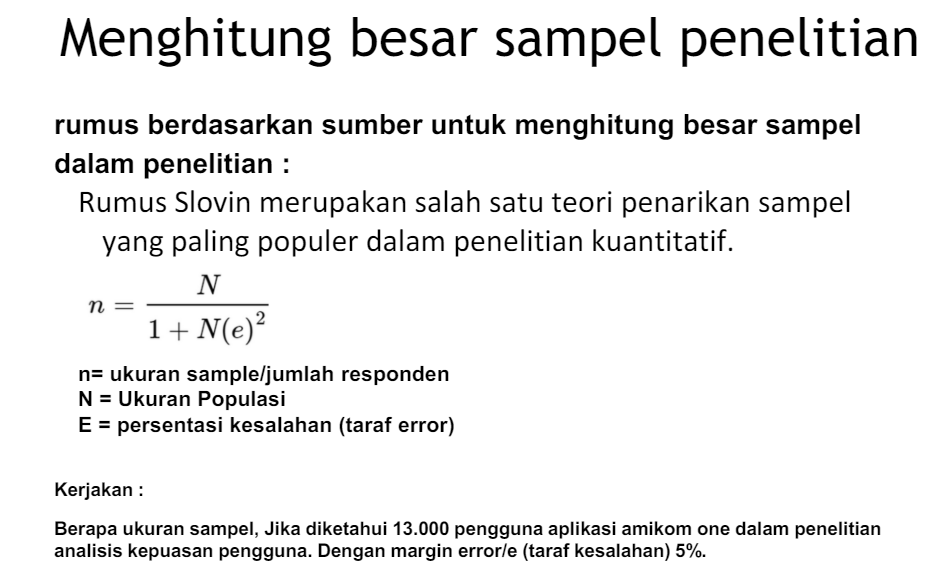 Menghitung besar sampel penelitian
rumus berdasarkan sumber untuk menghitung besar sampel
dalam penelitian :
Rumus Slovin merupakan salah satu teori penarikan sampel
yang paling populer dalam penelitian kuantitatif.
n = N / 1 + N(e)²
n= ukuran sample/jumlah responden
N = Ukuran Populasi
E = persentasi kesalahan (taraf error)
Kerjakan :
Berapa ukuran sampel, Jika diketahui 13.000 pengguna aplikasi amikom one dalam penelitian
analisis kepuasan pengguna. Dengan margin error/e (taraf kesalahan) 5%.